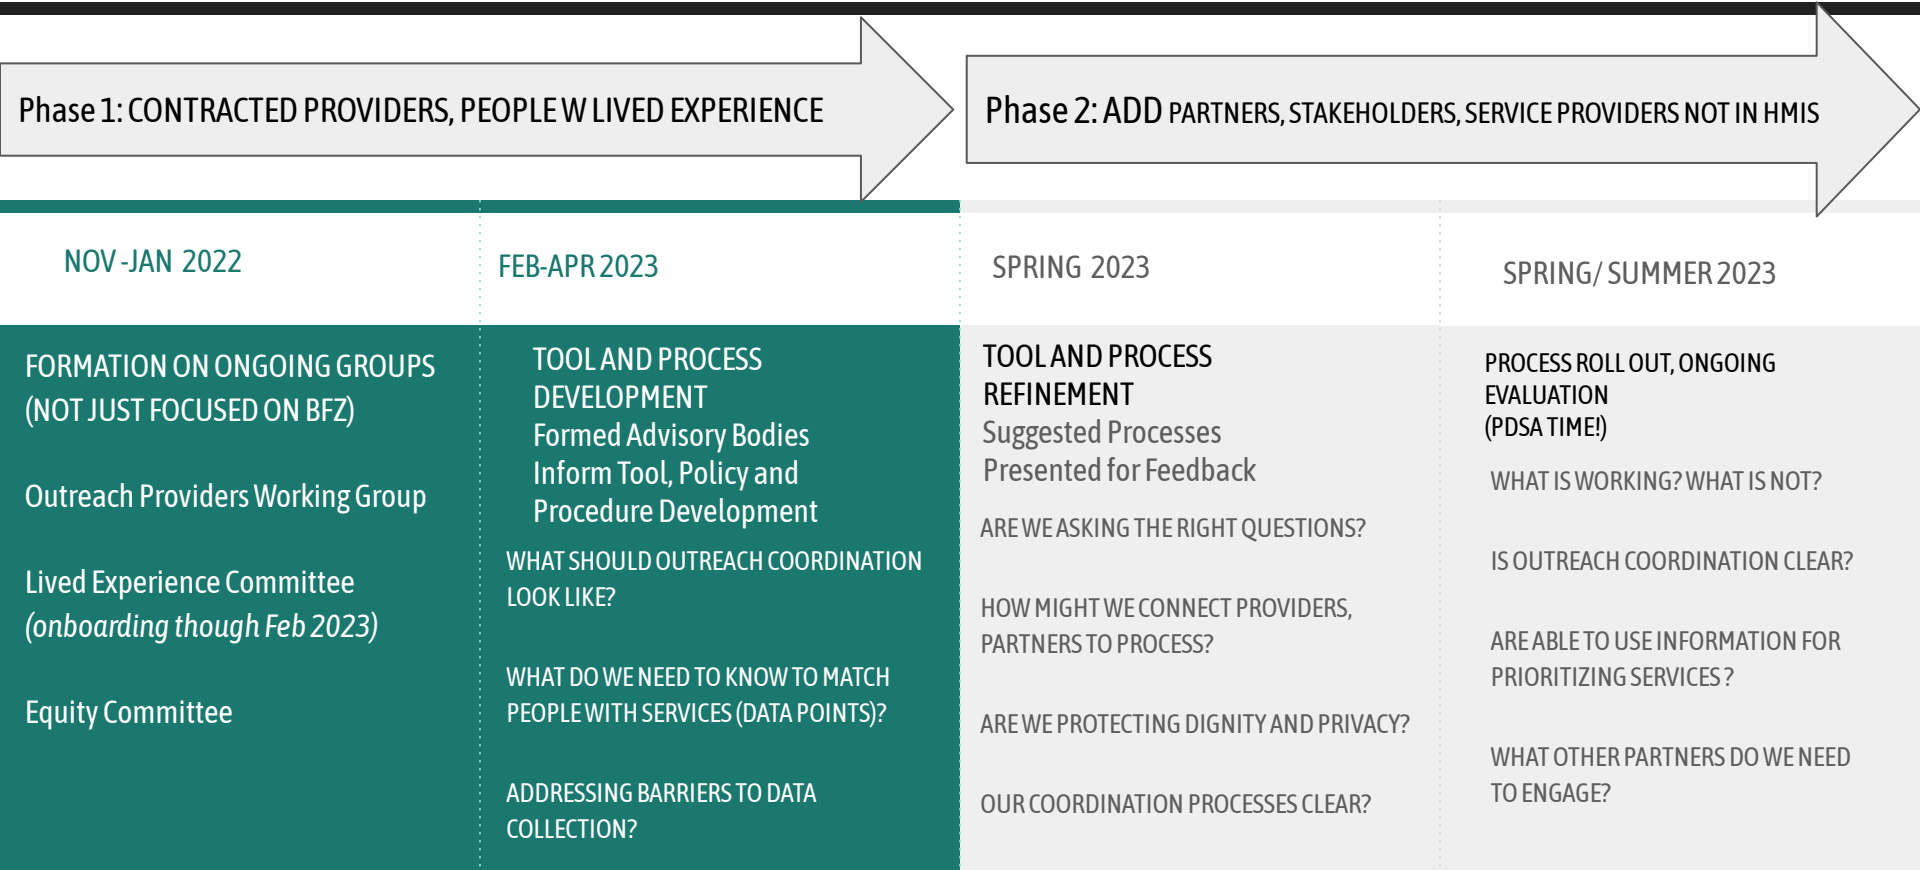 Phase 1: CONTRACTED PROVIDERS, PEOPLE W LIVED EXPERIENCE
Phase 2: ADD PARTNERS, STAKEHOLDERS, SERVICE PROVIDERS NOT IN HMIS
NOV -JAN 2022
FORMATION ON ONGOING GROUPS
(NOT JUST FOCUSED ON BFZ)
Outreach Providers Working Group
Lived Experience Committee
(onboarding though Feb 2023)
Equity Committee
FEB-APR 2023
TOOL AND PROCESS
DEVELOPMENT
Formed Advisory Bodies
Inform Tool, Policy and
Procedure Development
WHAT SHOULD OUTREACH COORDINATION
LOOK LIKE?
WHAT DO WE NEED TO KNOW TO MATCH
PEOPLE WITH SERVICES (DATA POINTS)?
ADDRESSING BARRIERS TO DATA
COLLECTION?
SPRING 2023
TOOL AND PROCESS
REFINEMENT
Suggested Processes
Presented for Feedback
ARE WE ASKING THE RIGHT QUESTIONS?
HOW MIGHT WE CONNECT PROVIDERS,
PARTNERS TO PROCESS?
ARE WE PROTECTING DIGNITY AND PRIVACY?
OUR COORDINATION PROCESSES CLEAR?
SPRING/ SUMMER 2023
PROCESS ROLL OUT, ONGOING
EVALUATION
(PDSA TIME!)
WHAT IS WORKING? WHAT IS NOT?
IS OUTREACH COORDINATION CLEAR?
ARE ABLE TO USE INFORMATION FOR
PRIORITIZING SERVICES ?
WHAT OTHER PARTNERS DO WE NEED
TO ENGAGE?